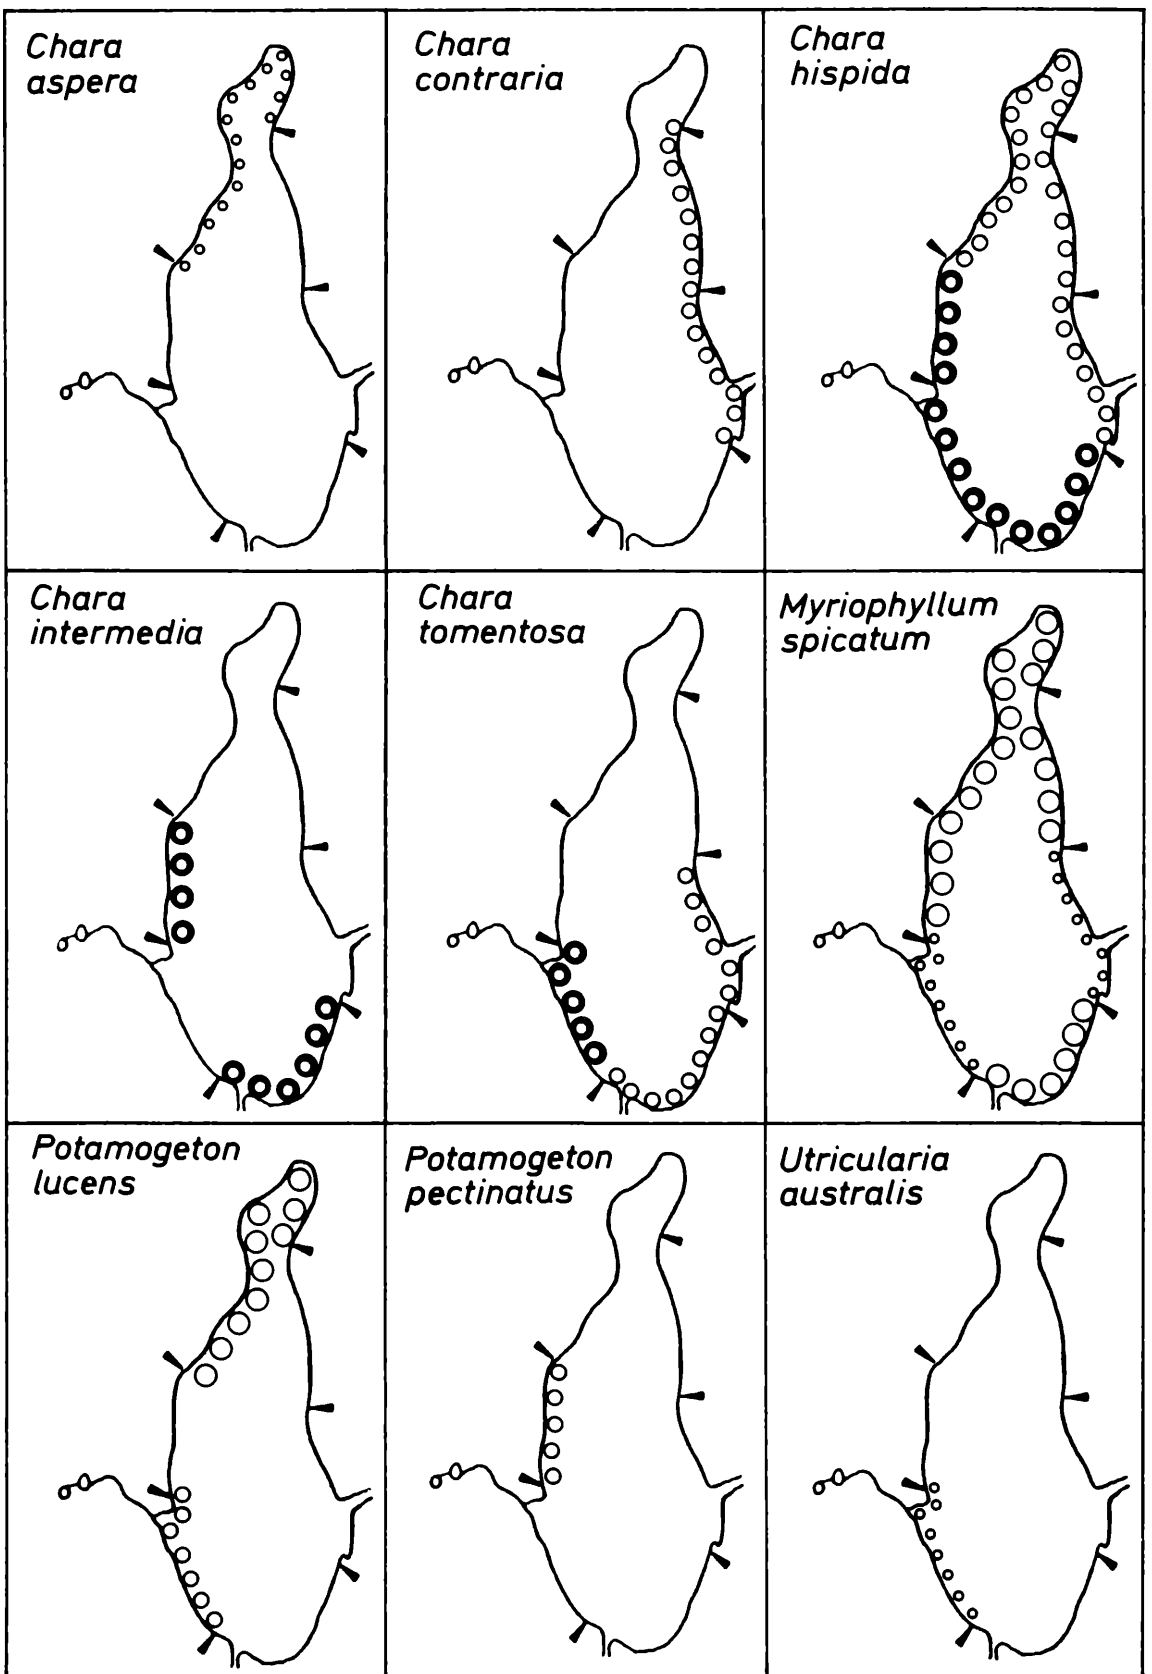 Chara
aspera
Chara
contraria
Chara
hispida
Chara
intermedia
Chara
tomentosa
Myriophyllum
spicatum
Potamogeton
lucens
Potamogeton
pectinatus
Utricularia
australis